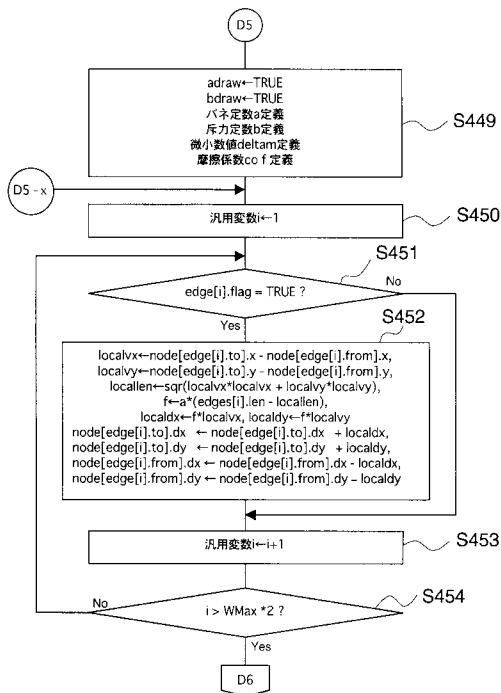 D5
adraw←TRUE
bdraw←TRUE
バネ定数a定義
斥力定数b定義
微小数値deltam定義
摩擦係数co f 定義
S449
D5 - x
汎用変数i←1
S450
S451
edge[i].flag = TRUE ?
No
Yes
S452
localvx←node[edge[i].to].x - node[edge[i].from].x,
localvy←node[edge[i].to].y - node[edge[i].from].y,
locallen←sqr(localvx*localvx + localvy*localvy),
f←a*(edges[i].len - locallen),
localdx←f*localvx, localdy←f*localvy
node[edge[i].to].dx ← node[edge[i].to].dx + localdx,
node[edge[i].to].dy ← node[edge[i].to].dy + localdy,
node[edge[i].from].dx ← node[edge[i].from].dx - localdx,
node[edge[i].from].dy ← node[edge[i].from].dy – localdy
汎用変数i←i+1
S453
No
i > WMax *2 ?
S454
Yes
D6